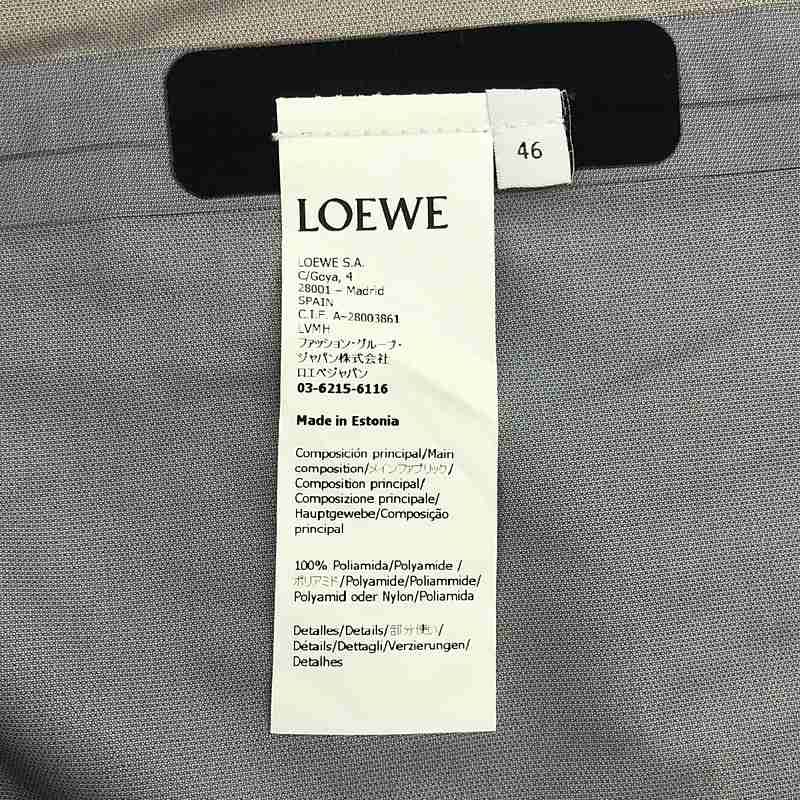 46
LOEWE
LOEWE S.A.
C/Goya, 4
28001 – Madrid
SPAIN
C.I.F. A-28003861
LVMH
ファッション・グループ・
ジャパン株式会社
ロエベジャパン
03-6215-6116
Made in Estonia
Composición principal/Main
composition/メインファブリック/
Composition principal/
Composizione principale/
Hauptgewebe/Composição
principal
100% Poliamida/Polyamide /
ポリアミド/Polyamide/Poliammide/
Polyamid oder Nylon/Poliamida
Detalles/Details/部分使い/
Détails/Dettagli/Verzierungen/
Detalhes